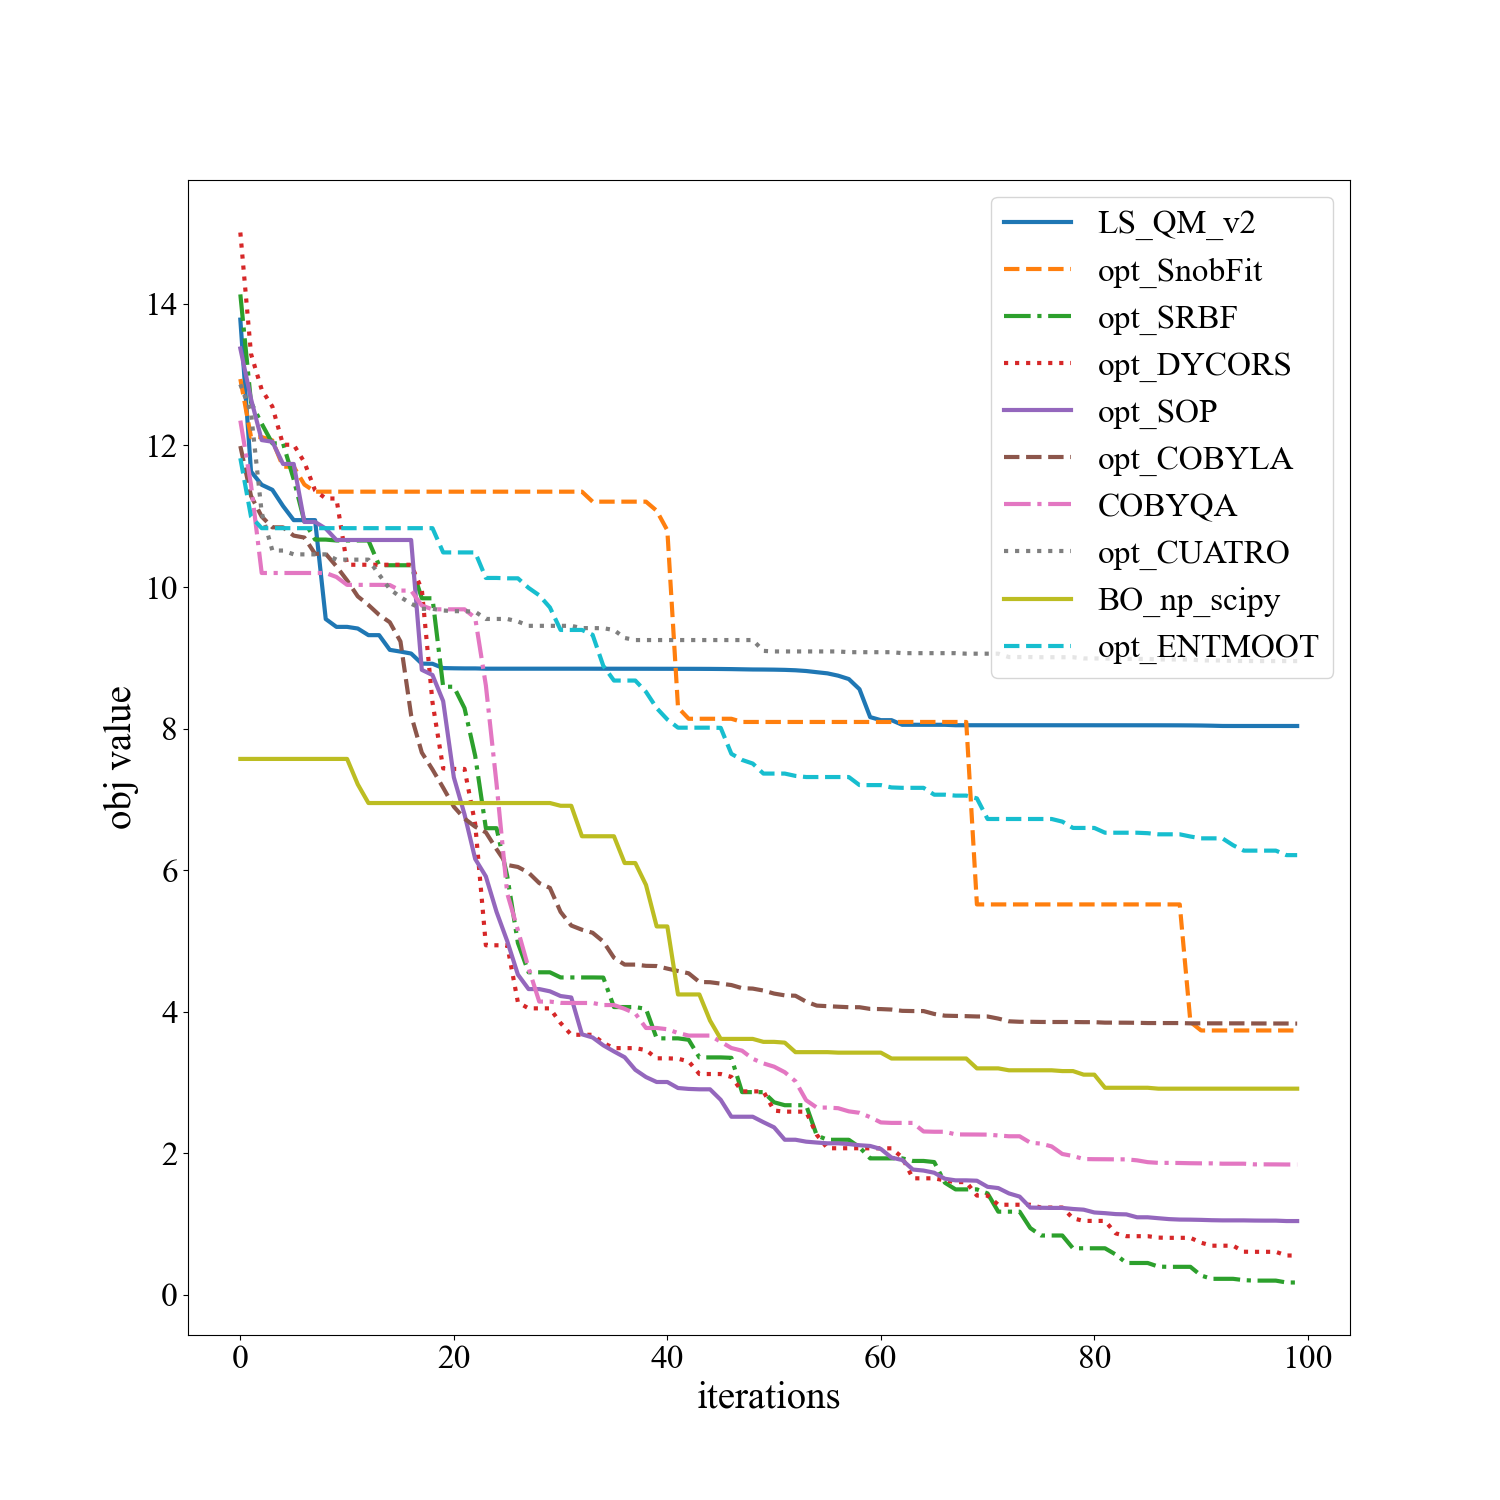 LS_QM_v2
opt_SnobFit
opt_SRBF
opt_DYCORS
opt_SOP
opt_COBYLA
COBYQA
opt_CUATRO
BO_np_scipy
opt_ENTMOOT
14
12
10
8
6
4
2
0
obj value
0 20 40 60 80 100
iterations